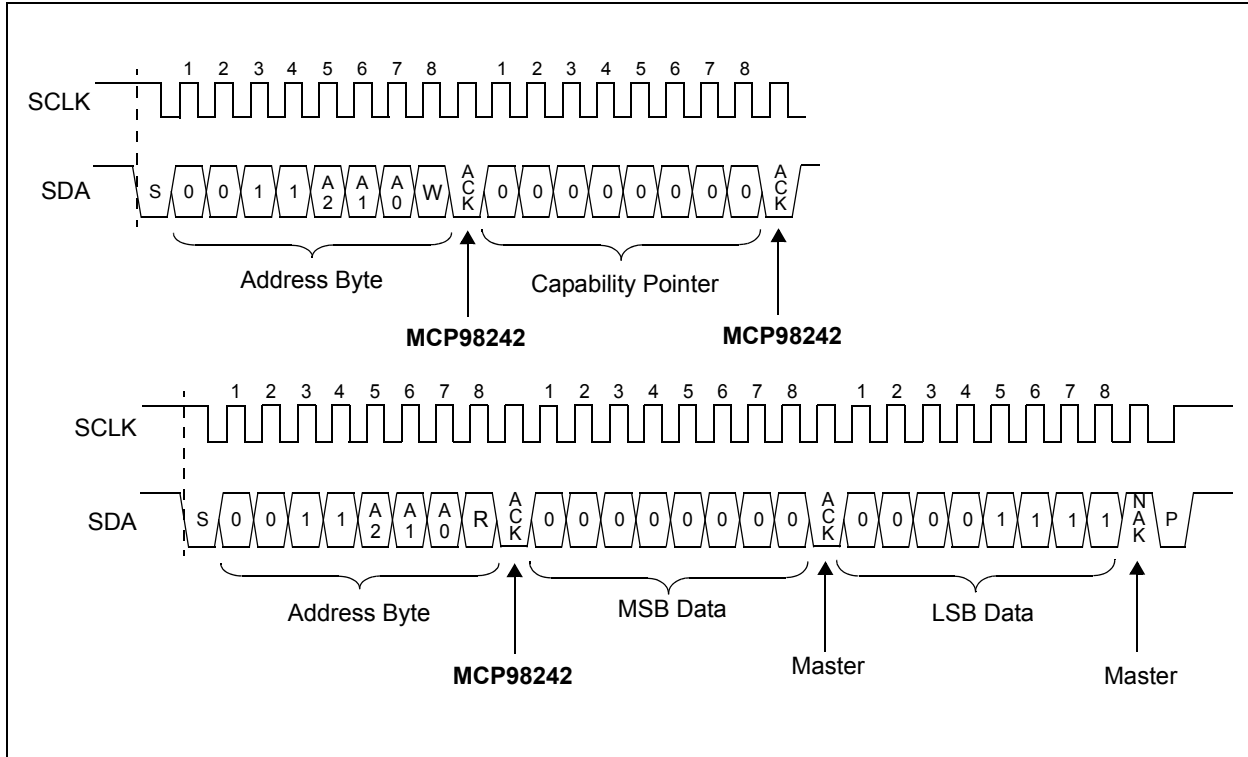 1 2 3 4 5 6 7 8 1 2 3 4 5 6 7 8
SCLK
SDA S 0 0 1 1 A2 A1 A0 W ACK 0 0 0 0 0 0 0 0 ACK
Address Byte Capability Pointer
MCP98242 MCP98242
1 2 3 4 5 6 7 8 1 2 3 4 5 6 7 8 1 2 3 4 5 6 7 8
SCLK
SDA S 0 0 1 1 A2 A1 A0 R ACK 0 0 0 0 0 0 0 0 ACK 0 0 0 0 1 1 1 1 NAK P
Address Byte MSB Data LSB Data
MCP98242 Master Master